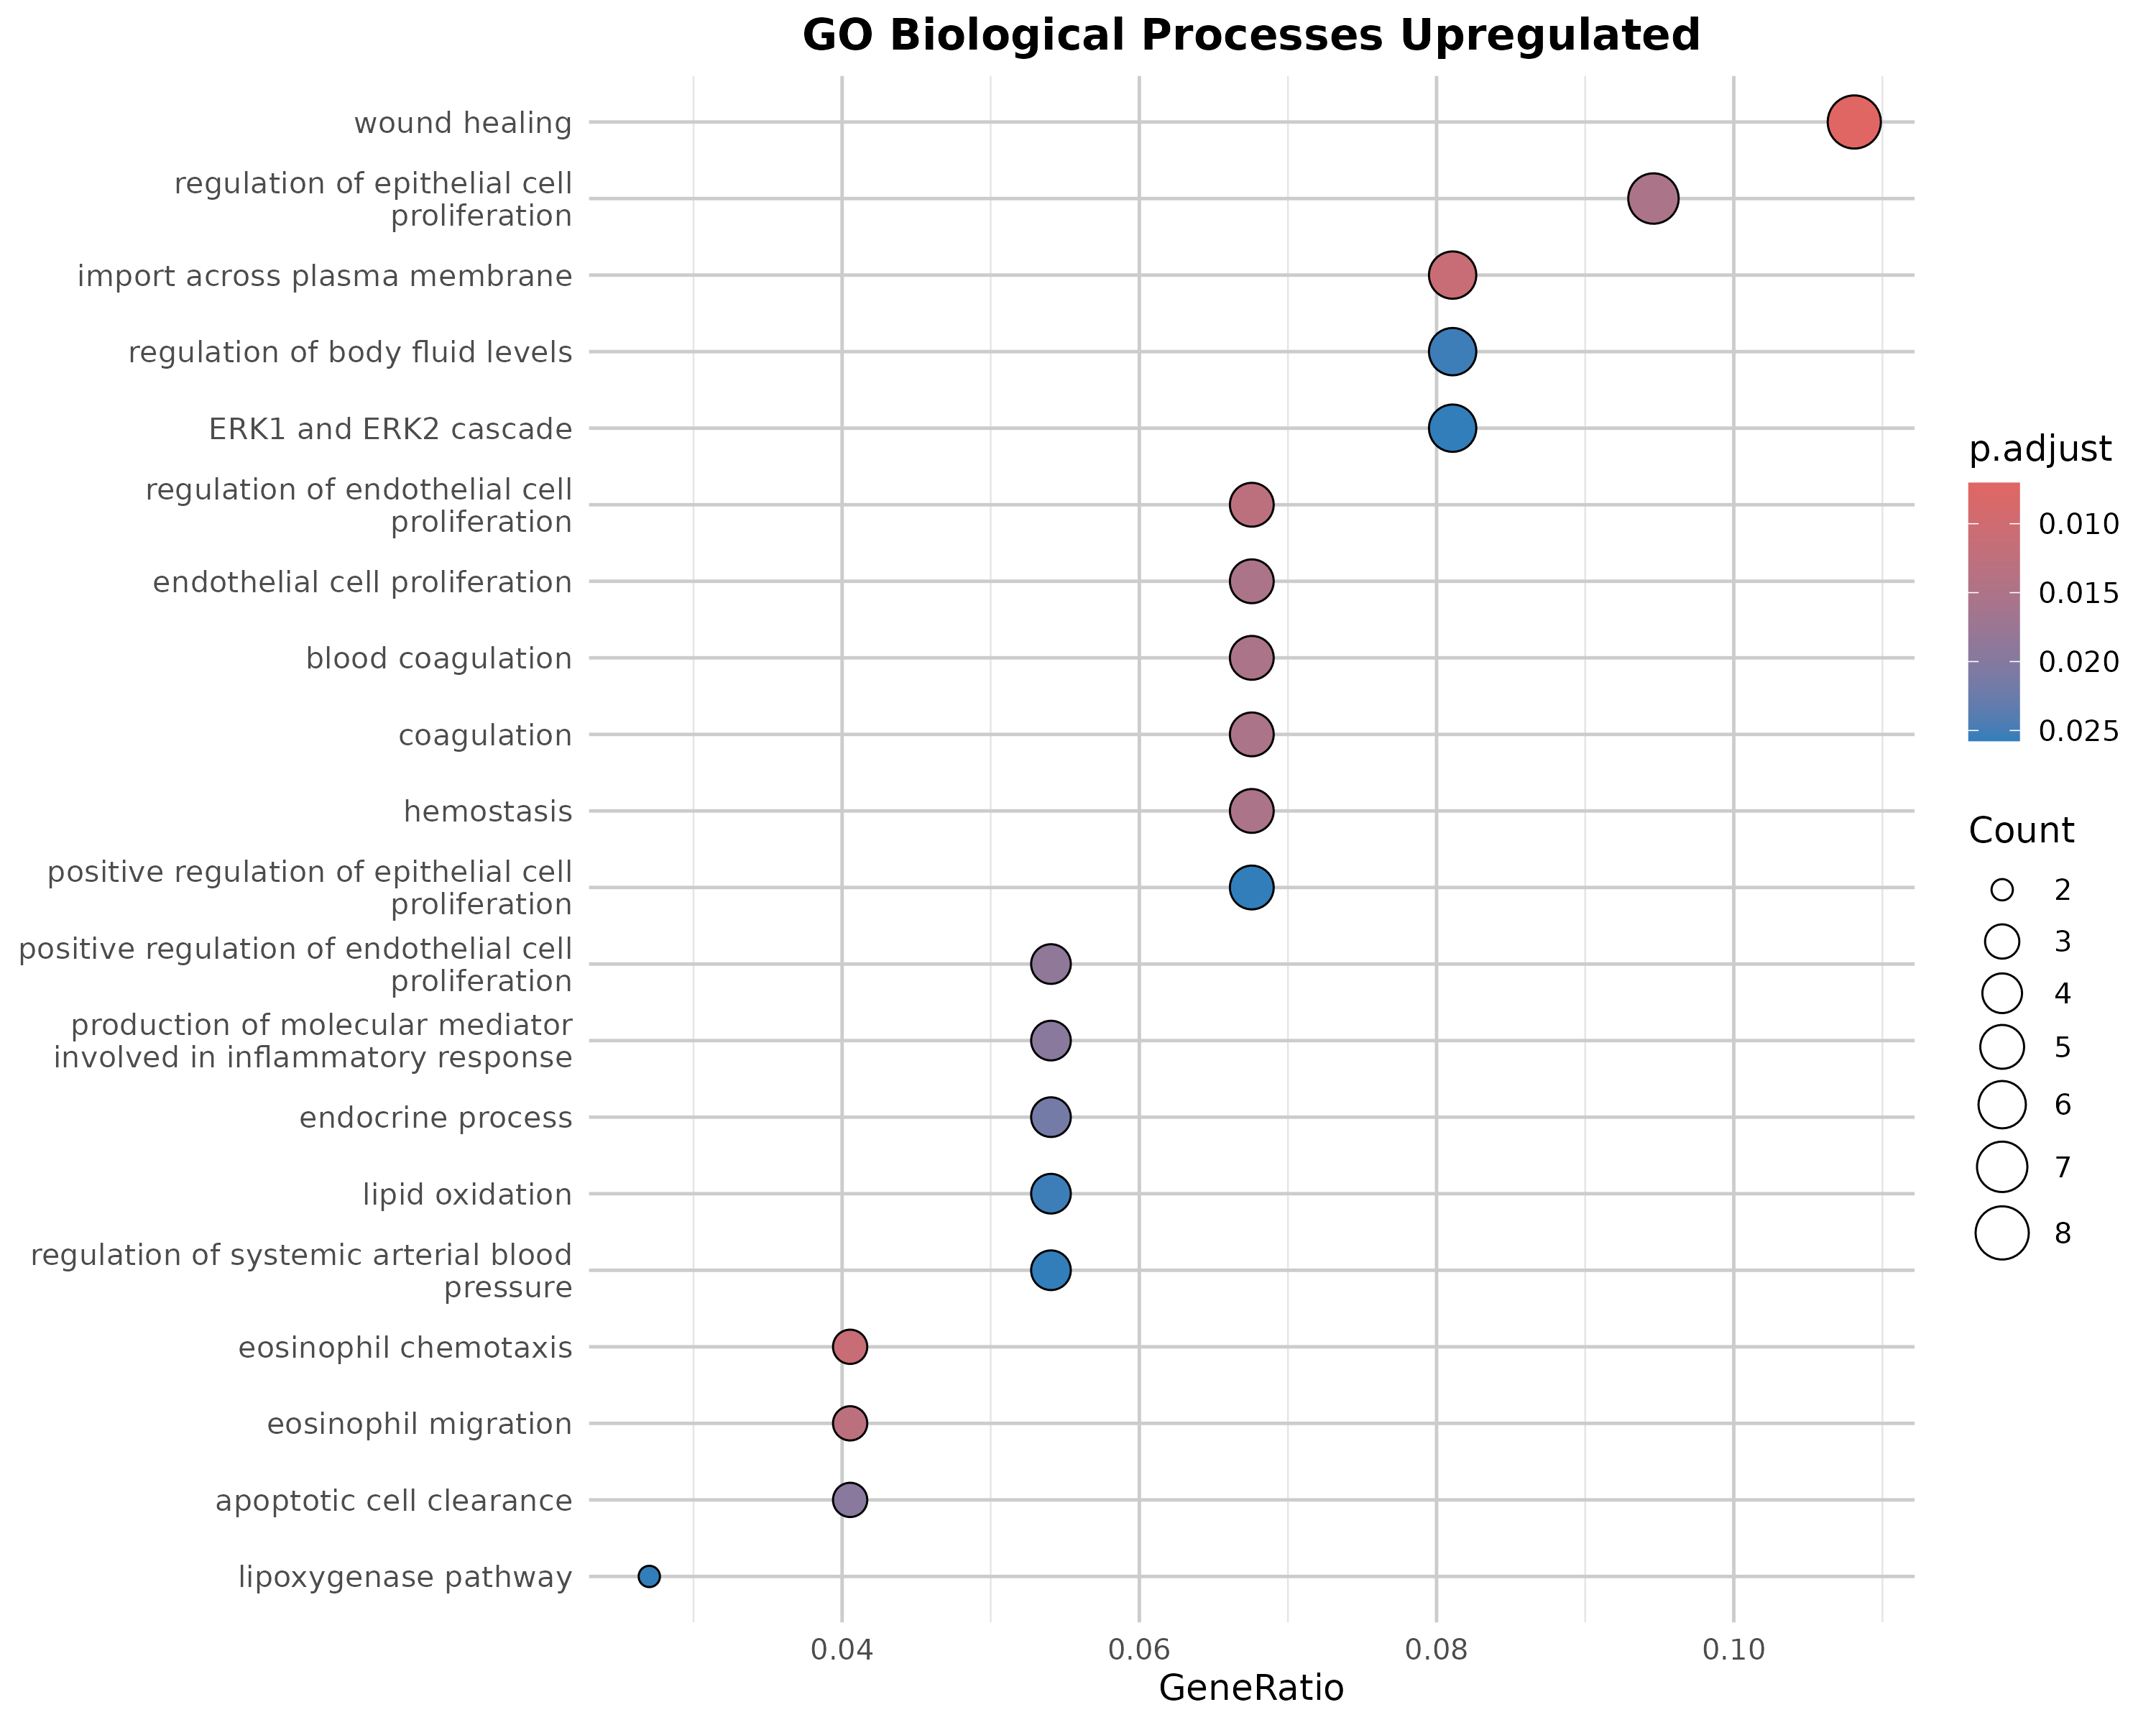 GO Biological Processes Upregulated
wound healing
regulation of epithelial cell
proliferation
import across plasma membrane
regulation of body fluid levels
ERK1 and ERK2 cascade
regulation of endothelial cell
proliferation
endothelial cell proliferation
blood coagulation
coagulation
hemostasis
positive regulation of epithelial cell
proliferation
positive regulation of endothelial cell
proliferation
production of molecular mediator
involved in inflammatory response
endocrine process
lipid oxidation
regulation of systemic arterial blood
pressure
eosinophil chemotaxis
eosinophil migration
apoptotic cell clearance
lipoxygenase pathway
0.04 0.06 0.08 0.10
GeneRatio
p.adjust
0.010
0.015
0.020
0.025
Count
2
3
4
5
6
7
8